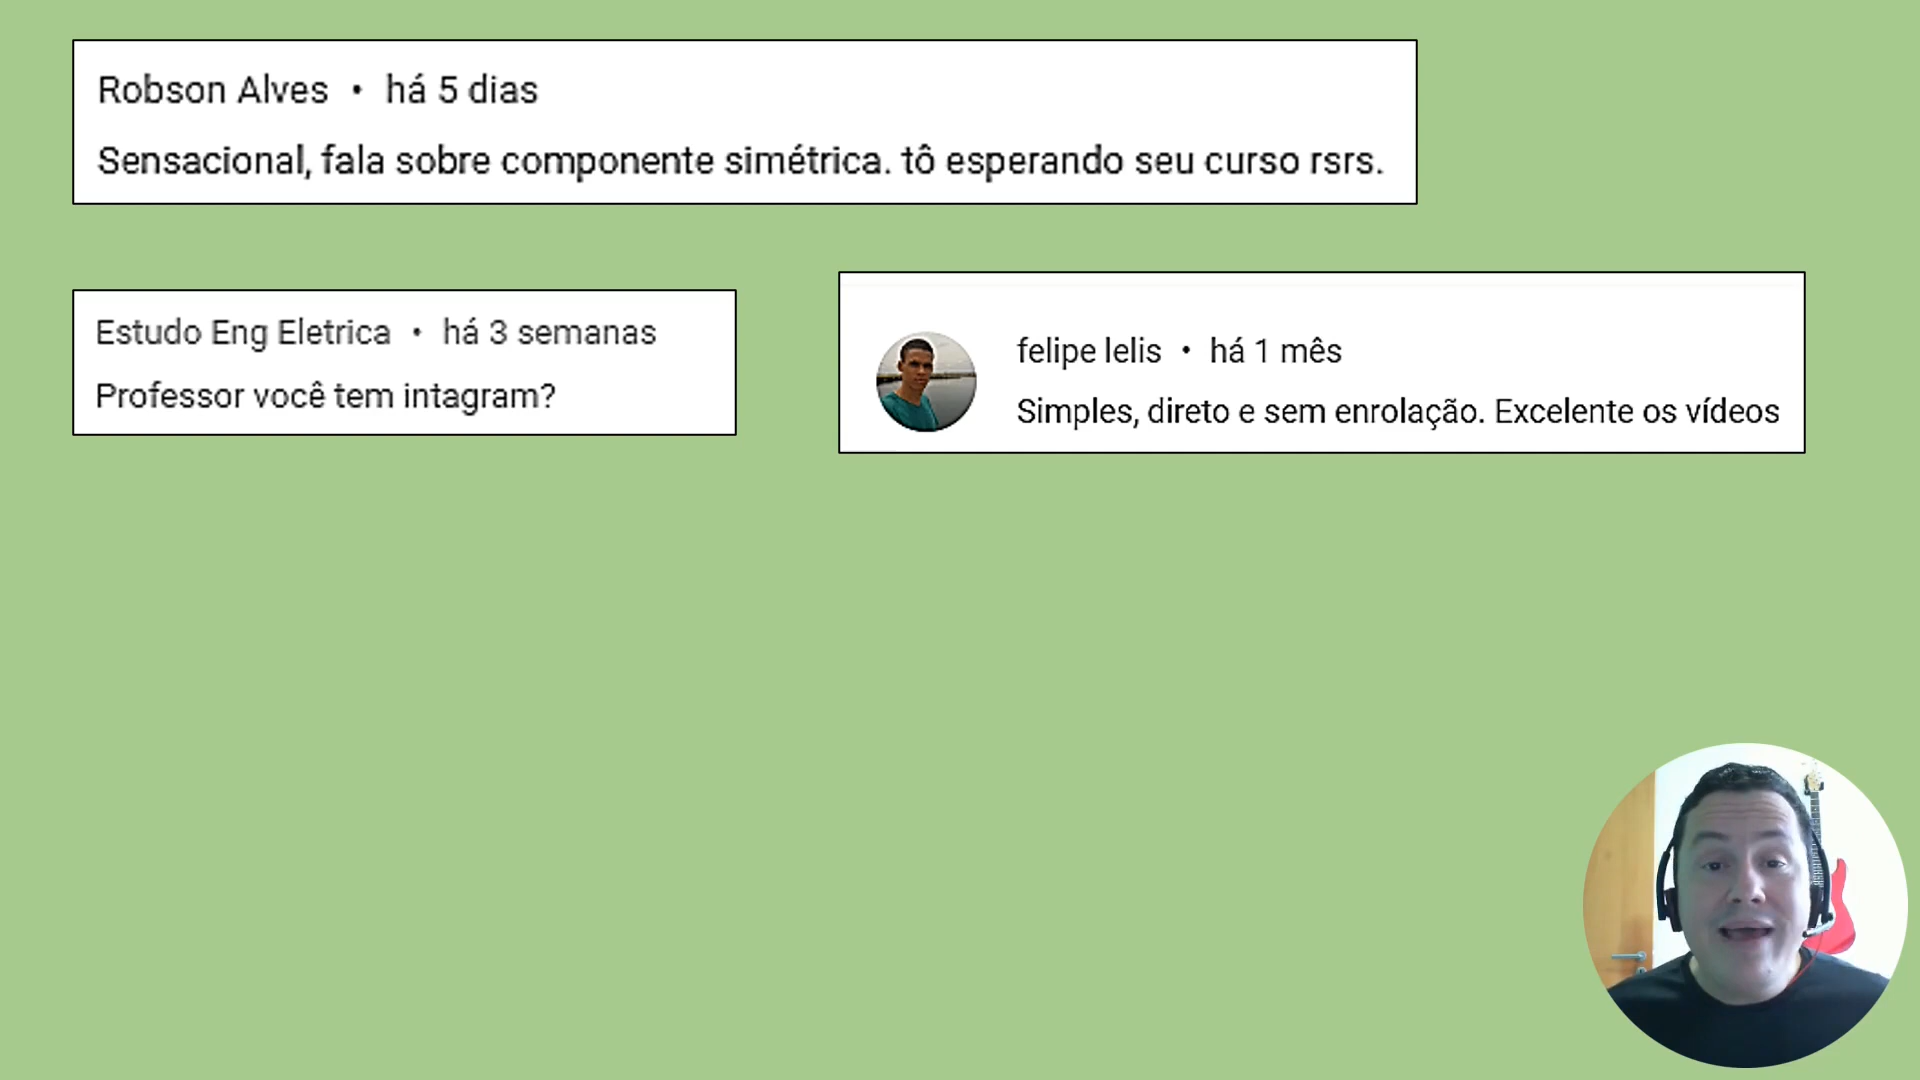 Robson Alves • há 5 dias
Sensacional, fala sobre componente simétrica. tô esperando seu curso rsrs.
Estudo Eng Eletrica • há 3 semanas
Professor você tem intagram?
felipe lelis • há 1 mês
Simples, direto e sem enrolação. Excelente os vídeos